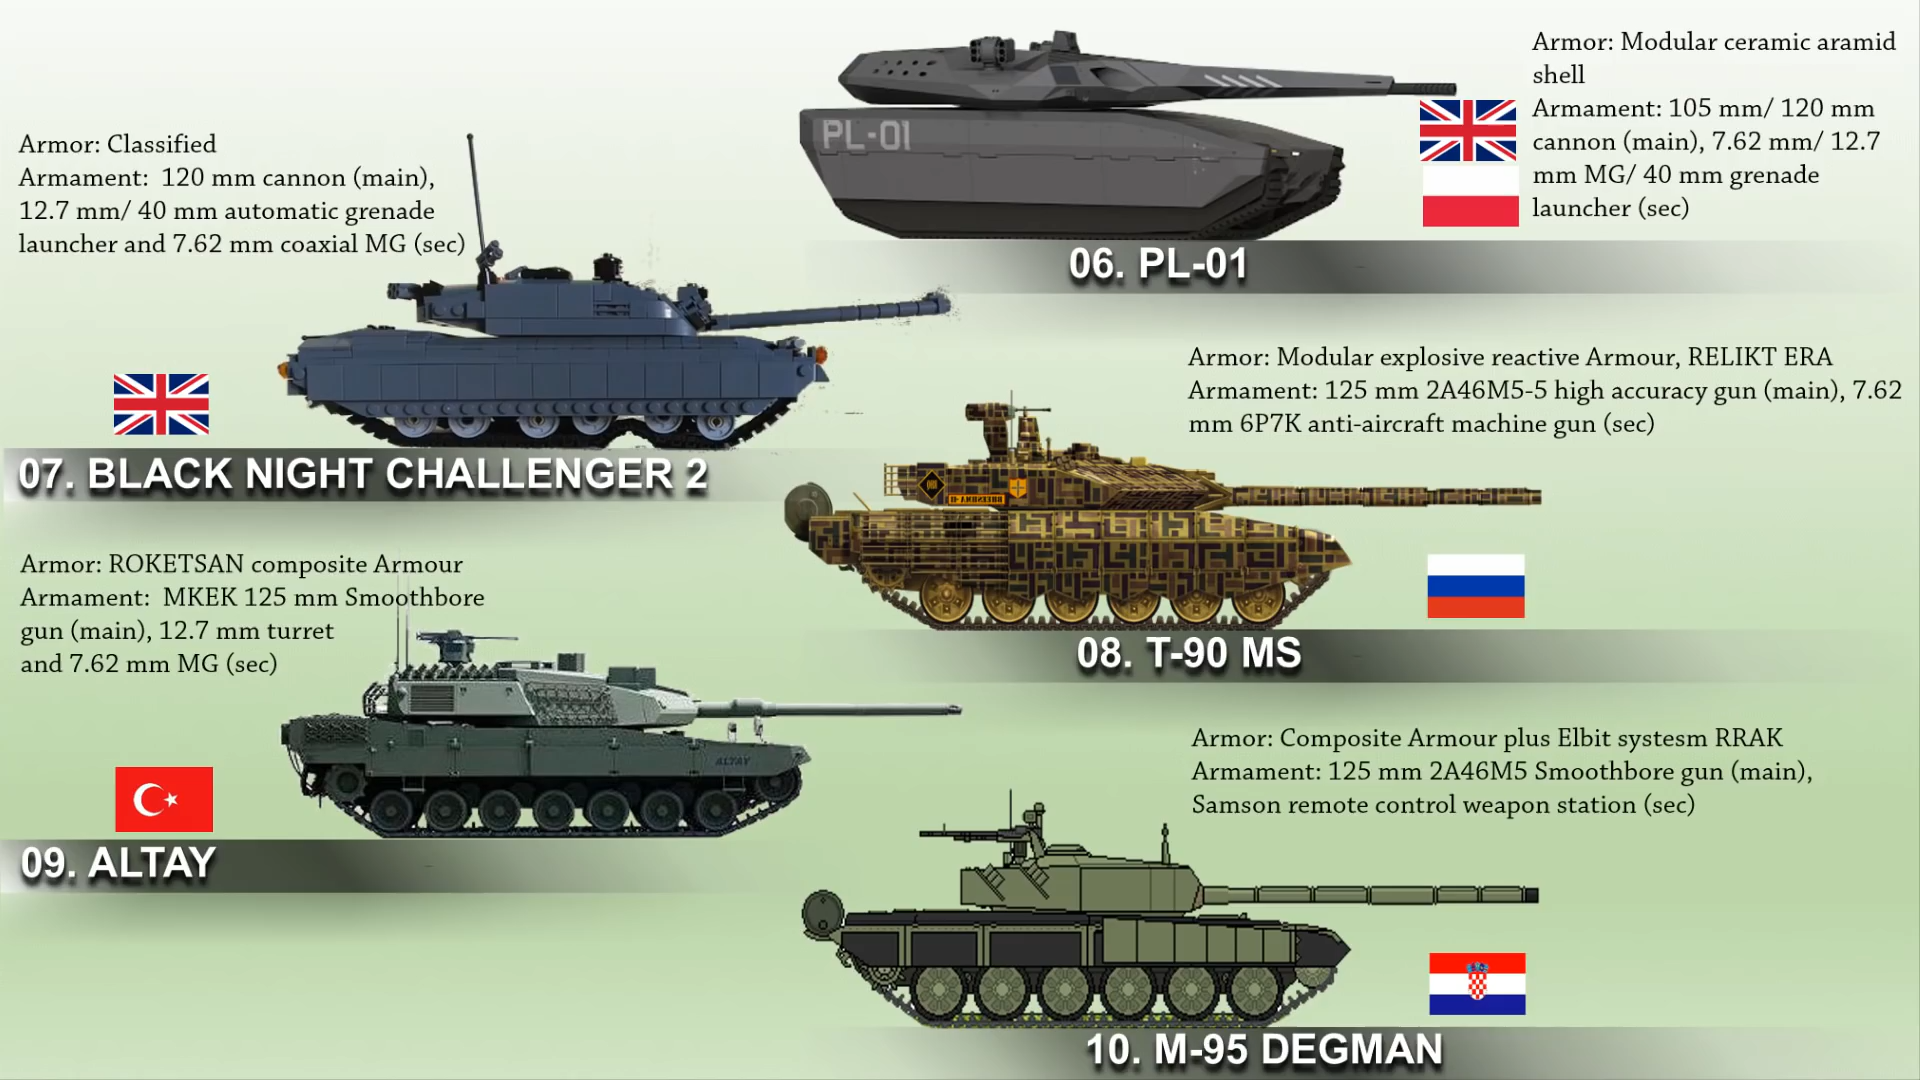 Armor: Modular ceramic aramid
shell
Armament: 105 mm/ 120 mm
cannon (main), 7.62 mm/ 12.7
mm MG/ 40 mm grenade
launcher (sec)
PL-01
06. PL-01
Armor: Classified
Armament:  120 mm cannon (main),
12.7 mm/ 40 mm automatic grenade
launcher and 7.62 mm coaxial MG (sec)
07. BLACK NIGHT CHALLENGER 2
Armor: Modular explosive reactive Armour, RELIKT ERA
Armament: 125 mm 2A46M5-5 high accuracy gun (main), 7.62
mm 6P7K anti-aircraft machine gun (sec)
08. T-90 MS
Armor: ROKETSAN composite Armour
Armament:  MKEK 125 mm Smoothbore
gun (main), 12.7 mm turret
and 7.62 mm MG (sec)
ALTAY
09. ALTAY
Armor: Composite Armour plus Elbit systesm RRAK
Armament: 125 mm 2A46M5 Smoothbore gun (main),
Samson remote control weapon station (sec)
10. M-95 DEGMAN